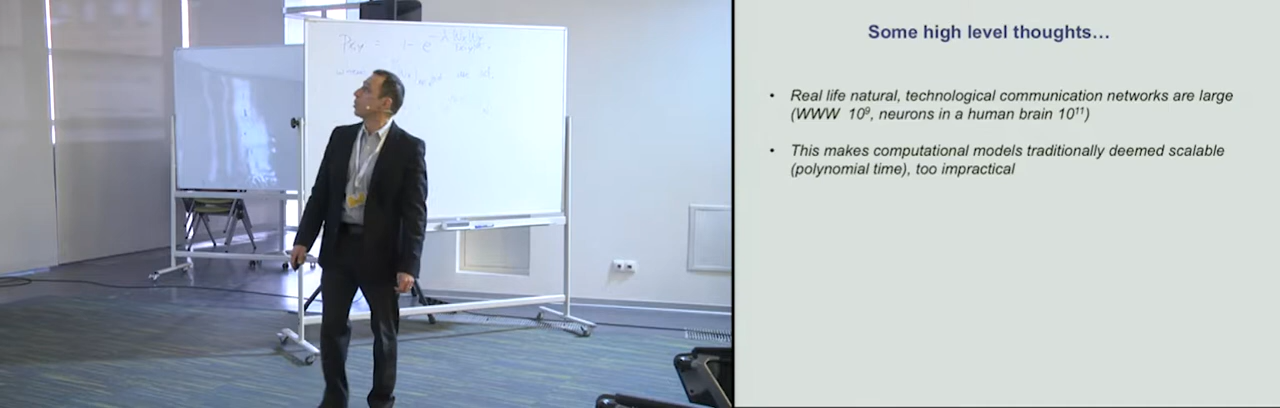 Some high level thoughts…
• Real life natural, technological communication networks are large
(WWW 10⁹, neurons in a human brain 10¹¹)
• This makes computational models traditionally deemed scalable
(polynomial time), too impractical